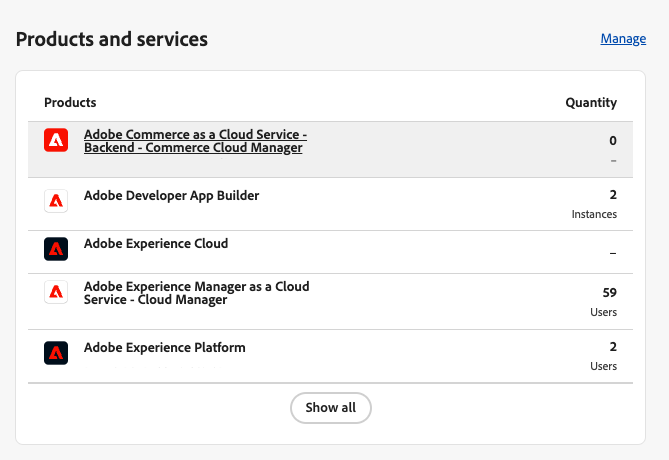 Products and services
Manage
Products
Quantity
Adobe Commerce as a Cloud Service -
Backend - Commerce Cloud Manager
0
–
Adobe Developer App Builder
2
Instances
Adobe Experience Cloud
–
Adobe Experience Manager as a Cloud
Service - Cloud Manager
59
Users
Adobe Experience Platform
2
Users
Show all